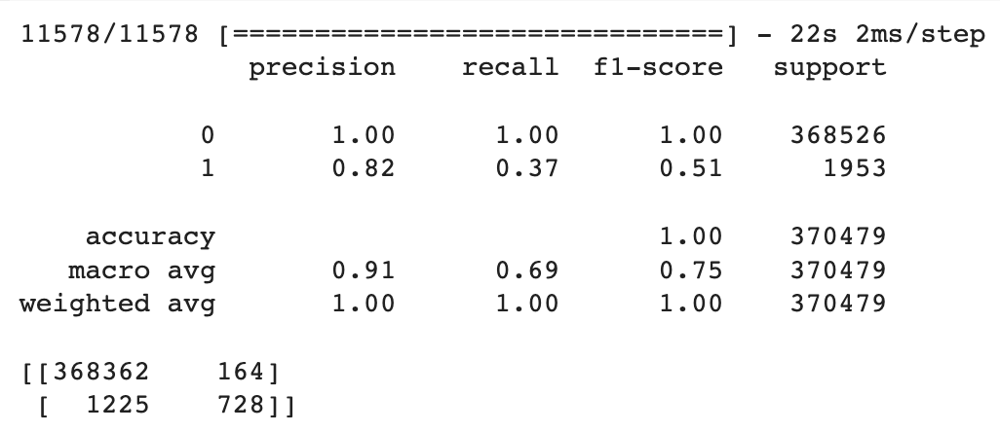 11578/11578 [==============================] - 22s 2ms/step
              precision    recall  f1-score   support

           0       1.00      1.00      1.00    368526
           1       0.82      0.37      0.51      1953

    accuracy                           1.00    370479
   macro avg       0.91      0.69      0.75    370479
weighted avg       1.00      1.00      1.00    370479

[[368362    164]
 [  1225    728]]